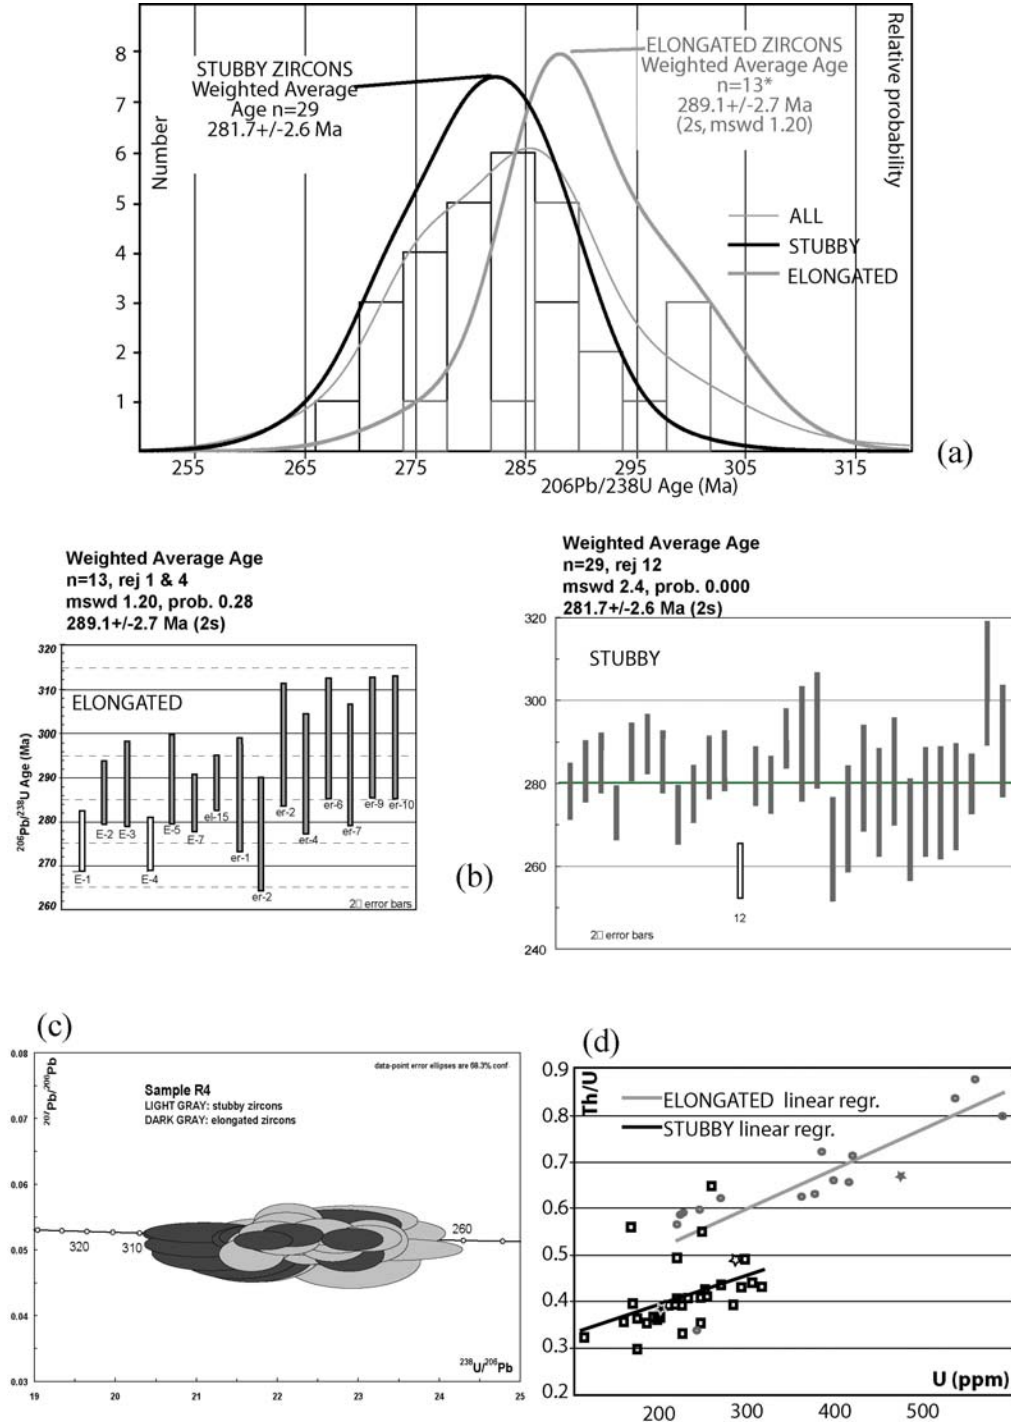 8
7
6
5
4
3
2
1
Number
Relative probability
STUBBY ZIRCONS
Weighted Average
Age n=29
281.7+/-2.6 Ma
ELONGATED ZIRCONS
Weighted Average Age
n=13*
289.1+/-2.7 Ma
(2s, mswd 1.20)
ALL
STUBBY
ELONGATED
255 265 275 285 295 305 315
206Pb/238U Age (Ma)
(a)
Weighted Average Age
n=13, rej 1 & 4
mswd 1.20, prob. 0.28
289.1+/-2.7 Ma (2s)
320
310
300
290
280
270
260
206Pb/238U Age (Ma)
ELONGATED
E-1
E-2
E-3
E-4
E-5
E-7
el-15
er-1
er-2
er-2
er-4
er-6
er-7
er-9
er-10
2□ error bars
(b)
Weighted Average Age
n=29, rej 12
mswd 2.4, prob. 0.000
281.7+/-2.6 Ma (2s)
320
300
280
260
240
STUBBY
12
2□ error bars
(c)
0.08
0.07
0.06
0.05
0.04
0.03
207Pb/206Pb
data-point error ellipses are 68.3% conf
Sample R4
LIGHT GRAY: stubby zircons
DARK GRAY: elongated zircons
320
310
260
238U/206Pb
19 20 21 22 23 24 25
(d)
0.9
0.8
0.7
0.6
0.5
0.4
0.3
0.2
Th/U
ELONGATED linear regr.
STUBBY linear regr.
U (ppm)
200 300 400 500